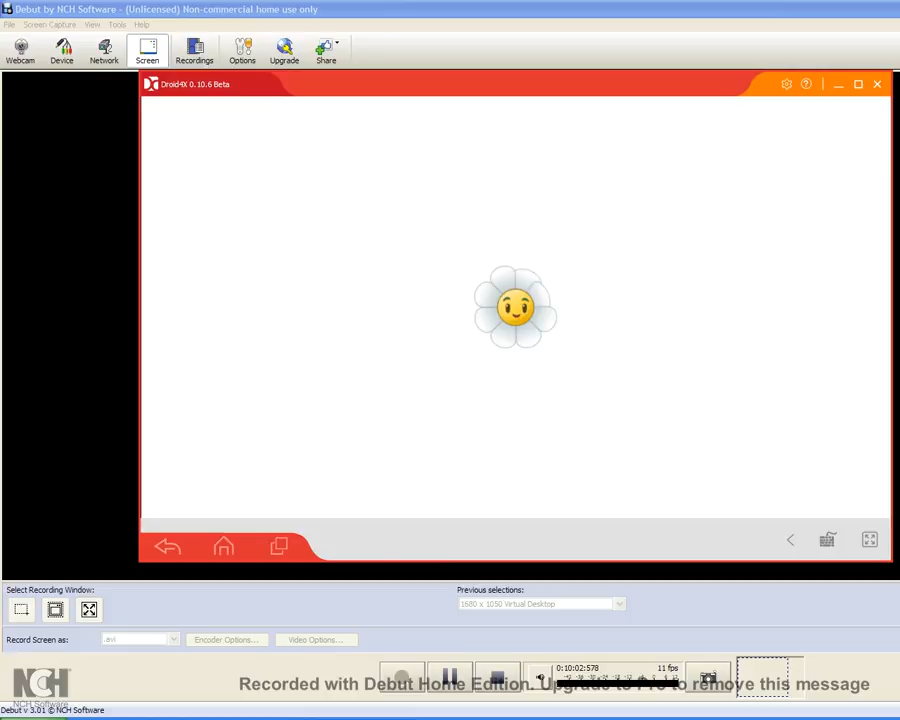 Debut by NCH Software - (Unlicensed) Non-commercial home use only
File Screen Capture View Tools Help
Webcam Device Network Screen Recordings Options Upgrade Share
Droid4X 0.10.6 Beta
Select Recording Window:
Previous selections:
1680 x 1050 Virtual Desktop
Record Screen as: .avi Encoder Options... Video Options...
0:10:02:578 11 fps
NCH
NCH Software
Recorded with Debut Home Edition. Upgrade to Pro to remove this message
Debut v 3.01 © NCH Software